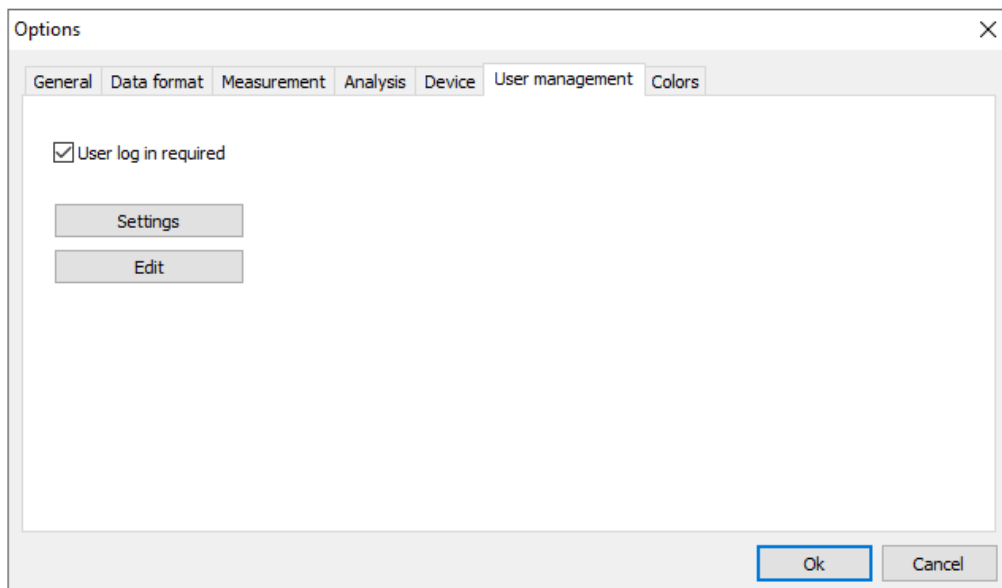 Options
General Data format Measurement Analysis Device User management Colors
User log in required
Settings
Edit
Ok Cancel